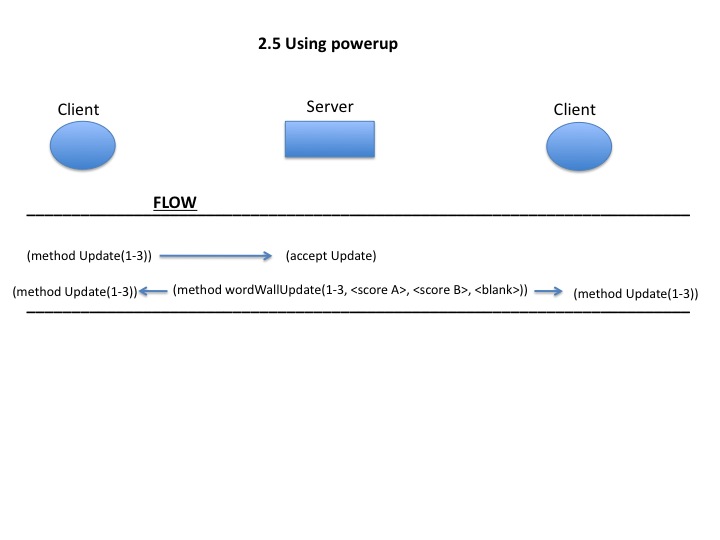 2.5 Using powerup
Client
Server
Client
FLOW
(method Update(1-3))
(accept Update)
(method Update(1-3))
(method wordWallUpdate(1-3, <score A>, <score B>, <blank>))
(method Update(1-3))